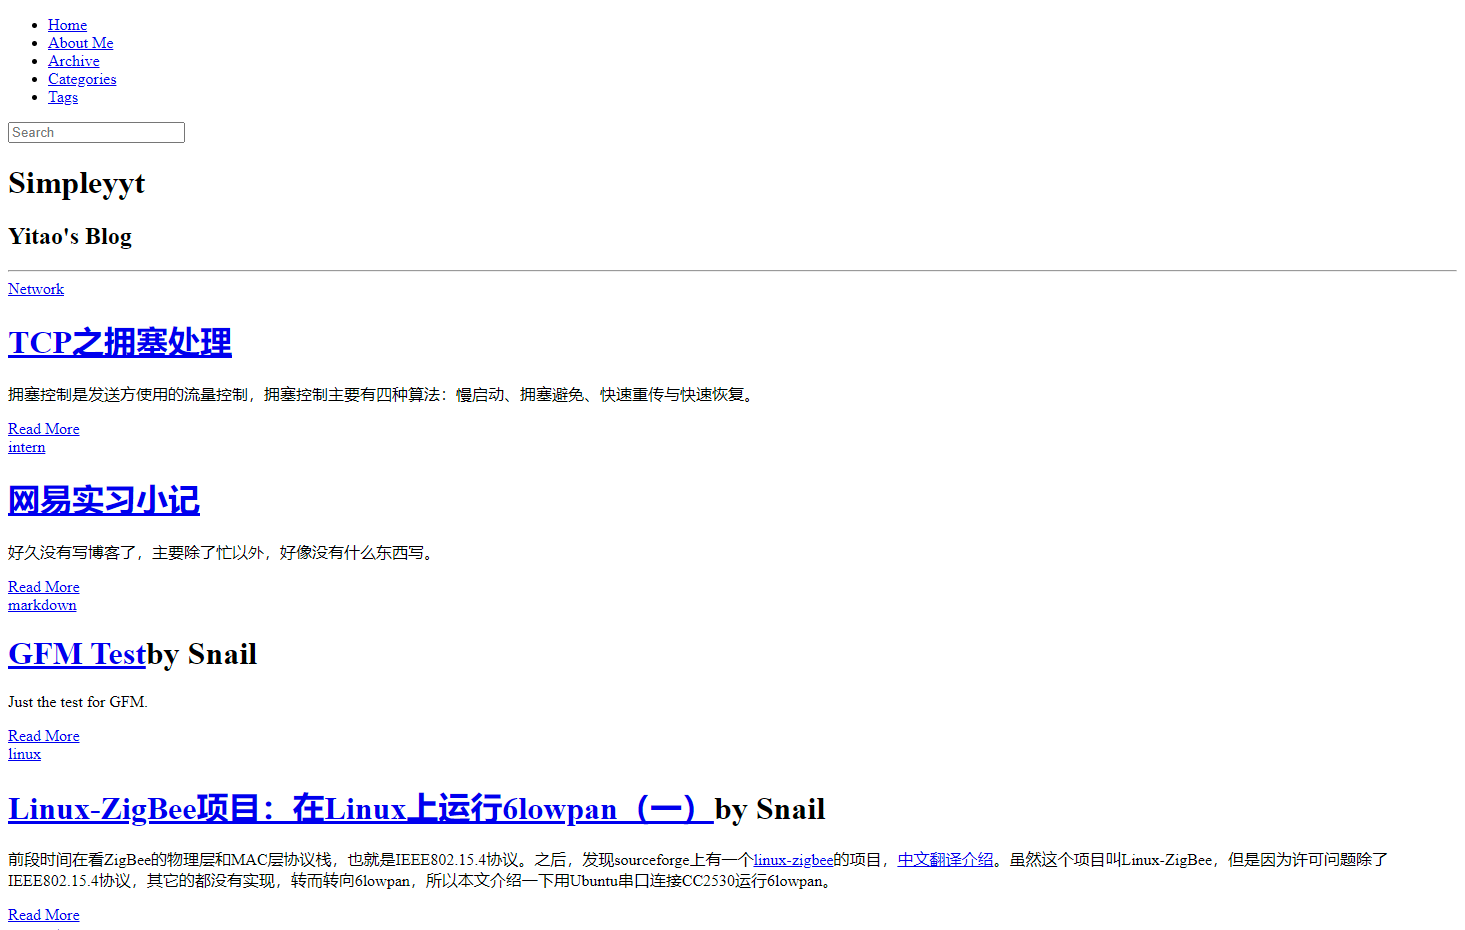 Home
About Me
Archive
Categories
Tags
Search
Simpleyyt
Yitao's Blog
Network
TCP之拥塞处理
拥塞控制是发送方使用的流量控制，拥塞控制主要有四种算法：慢启动、拥塞避免、快速重传与快速恢复。
Read More
intern
网易实习小记
好久没有写博客了，主要除了忙以外，好像没有什么东西写。
Read More
markdown
GFM Testby Snail
Just the test for GFM.
Read More
linux
Linux-ZigBee项目：在Linux上运行6lowpan（一）by Snail
前段时间在看ZigBee的物理层和MAC层协议栈，也就是IEEE802.15.4协议。之后，发现sourceforge上有一个linux-zigbee的项目，中文翻译介绍。虽然这个项目叫Linux-ZigBee，但是因为许可问题除了
IEEE802.15.4协议，其它的都没有实现，转而转向6lowpan，所以本文介绍一下用Ubuntu串口连接CC2530运行6lowpan。
Read More